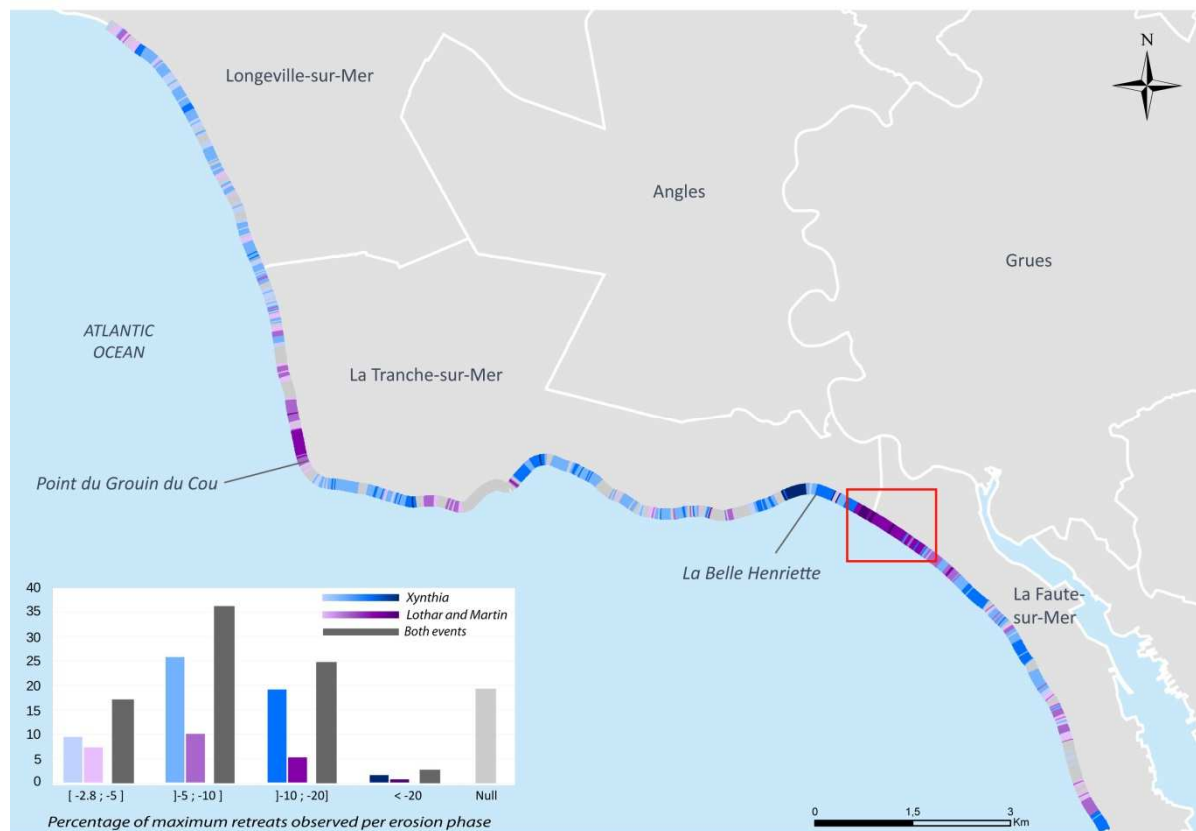 N
Longeville-sur-Mer
Angles
Grues
ATLANTIC
OCEAN
La Tranche-sur-Mer
Point du Grouin du Cou
La Belle Henriette
La Faute-
sur-Mer
40
35
30
25
20
15
10
5
0
Xynthia
Lothar and Martin
Both events
[ -2.8 ; -5 ] ]-5 ; -10 ] ]-10 ; -20] < -20 Null
Percentage of maximum retreats observed per erosion phase
0 1,5 3
Km